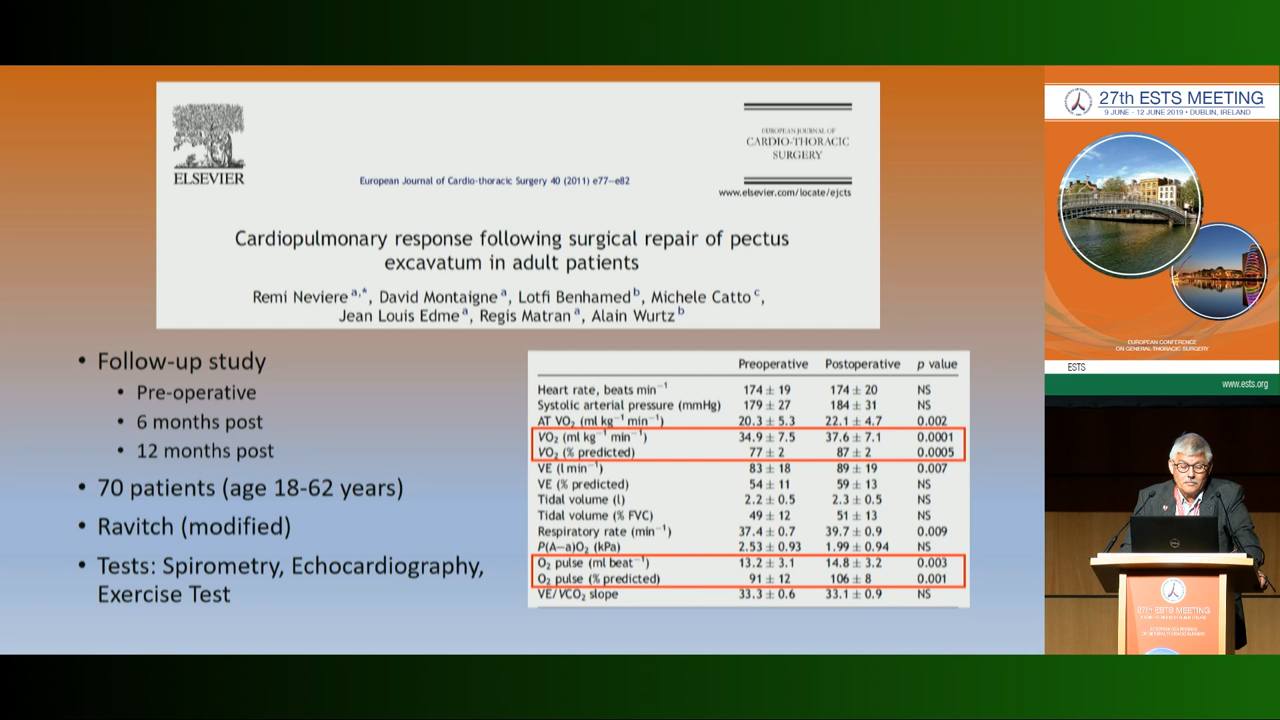 ELSEVIER
European Journal of Cardio-thoracic Surgery 40 (2011) e77—e82
EUROPEAN JOURNAL OF
CARDIO-THORACIC
SURGERY
www.elsevier.com/locate/ejcts
Cardiopulmonary response following surgical repair of pectus
excavatum in adult patients
Remi Neviere a,*, David Montaigne a, Lotfi Benhamed b, Michele Catto c,
Jean Louis Edme a, Regis Matran a, Alain Wurtz b
• Follow-up study
• Pre-operative
• 6 months post
• 12 months post
• 70 patients (age 18-62 years)
• Ravitch (modified)
• Tests: Spirometry, Echocardiography,
Exercise Test
Preoperative Postoperative p value
Heart rate, beats min−1 174 ± 19 174 ± 20 NS
Systolic arterial pressure (mmHg) 179 ± 27 184 ± 31 NS
AT VO2 (ml kg−1 min−1) 20.3 ± 5.3 22.1 ± 4.7 0.002
VO2 (ml kg−1 min−1) 34.9 ± 7.5 37.6 ± 7.1 0.0001
VO2 (% predicted) 77 ± 2 87 ± 2 0.0005
VE (l min−1) 83 ± 18 89 ± 19 0.007
VE (% predicted) 54 ± 11 59 ± 13 NS
Tidal volume (l) 2.2 ± 0.5 2.3 ± 0.5 NS
Tidal volume (% FVC) 49 ± 12 51 ± 13 NS
Respiratory rate (min−1) 37.4 ± 0.7 39.7 ± 0.9 0.009
P(A—a)O2 (kPa) 2.53 ± 0.93 1.99 ± 0.94 NS
O2 pulse (ml beat−1) 13.2 ± 3.1 14.8 ± 3.2 0.003
O2 pulse (% predicted) 91 ± 12 106 ± 8 0.001
VE/VCO2 slope 33.3 ± 0.6 33.1 ± 0.9 NS
27th ESTS MEETING
9 JUNE - 12 JUNE 2019 • DUBLIN, IRELAND
EUROPEAN CONFERENCE
ON GENERAL THORACIC SURGERY
ESTS
www.ests.org
27th ESTS MEETING